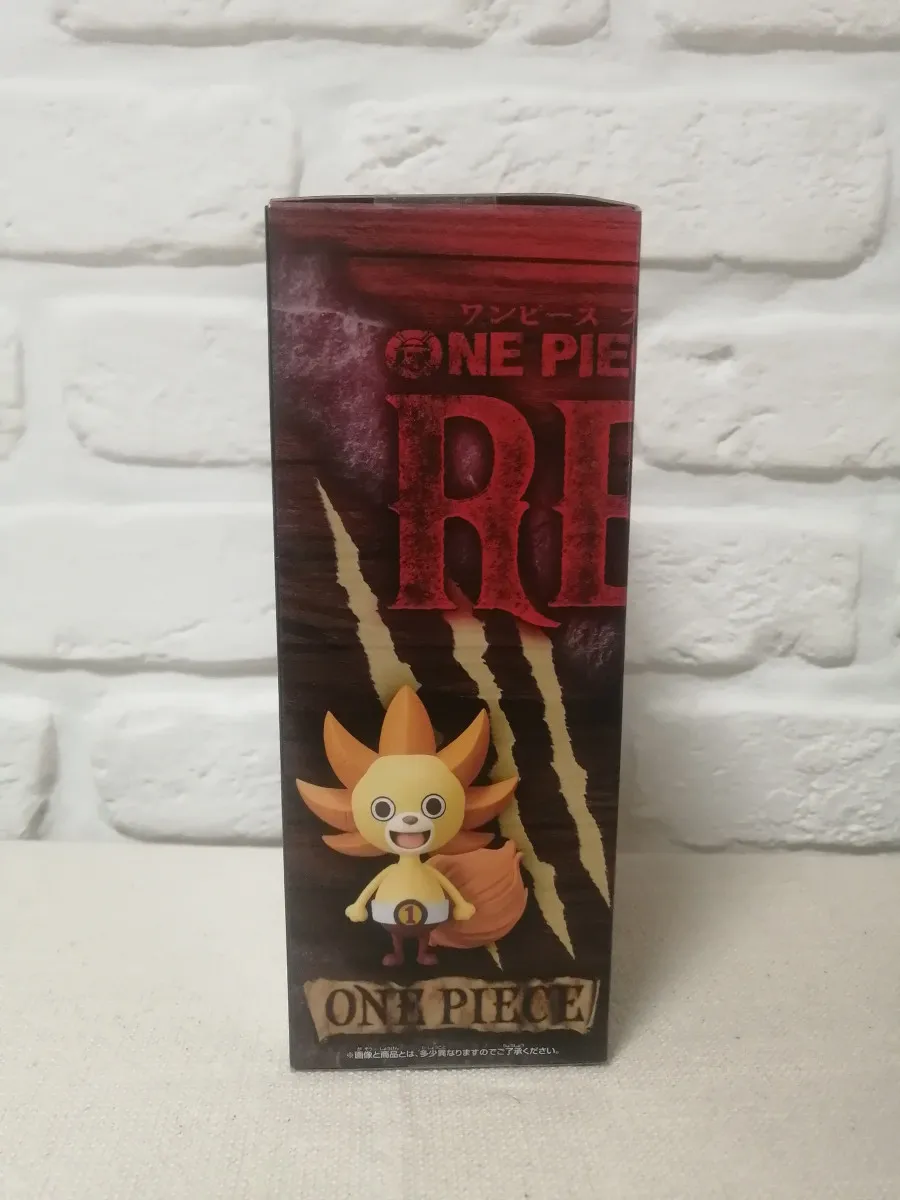 ワンピース フ
ONE PIE
RE
1
ONE PIECE
※画像と商品とは、多少異なりますのでご了承ください。